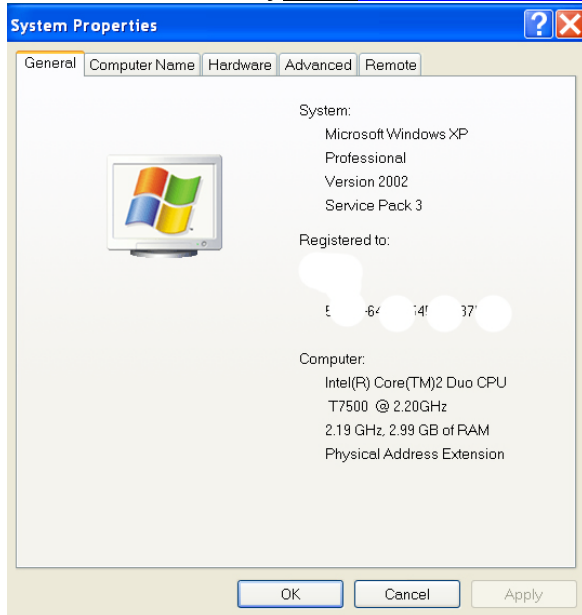 System Properties
General Computer Name Hardware Advanced Remote
System:
Microsoft Windows XP
Professional
Version 2002
Service Pack 3
Registered to:
Computer:
Intel(R) Core(TM)2 Duo CPU
T7500 @ 2.20GHz
2.19 GHz, 2.99 GB of RAM
Physical Address Extension
OK Cancel Apply